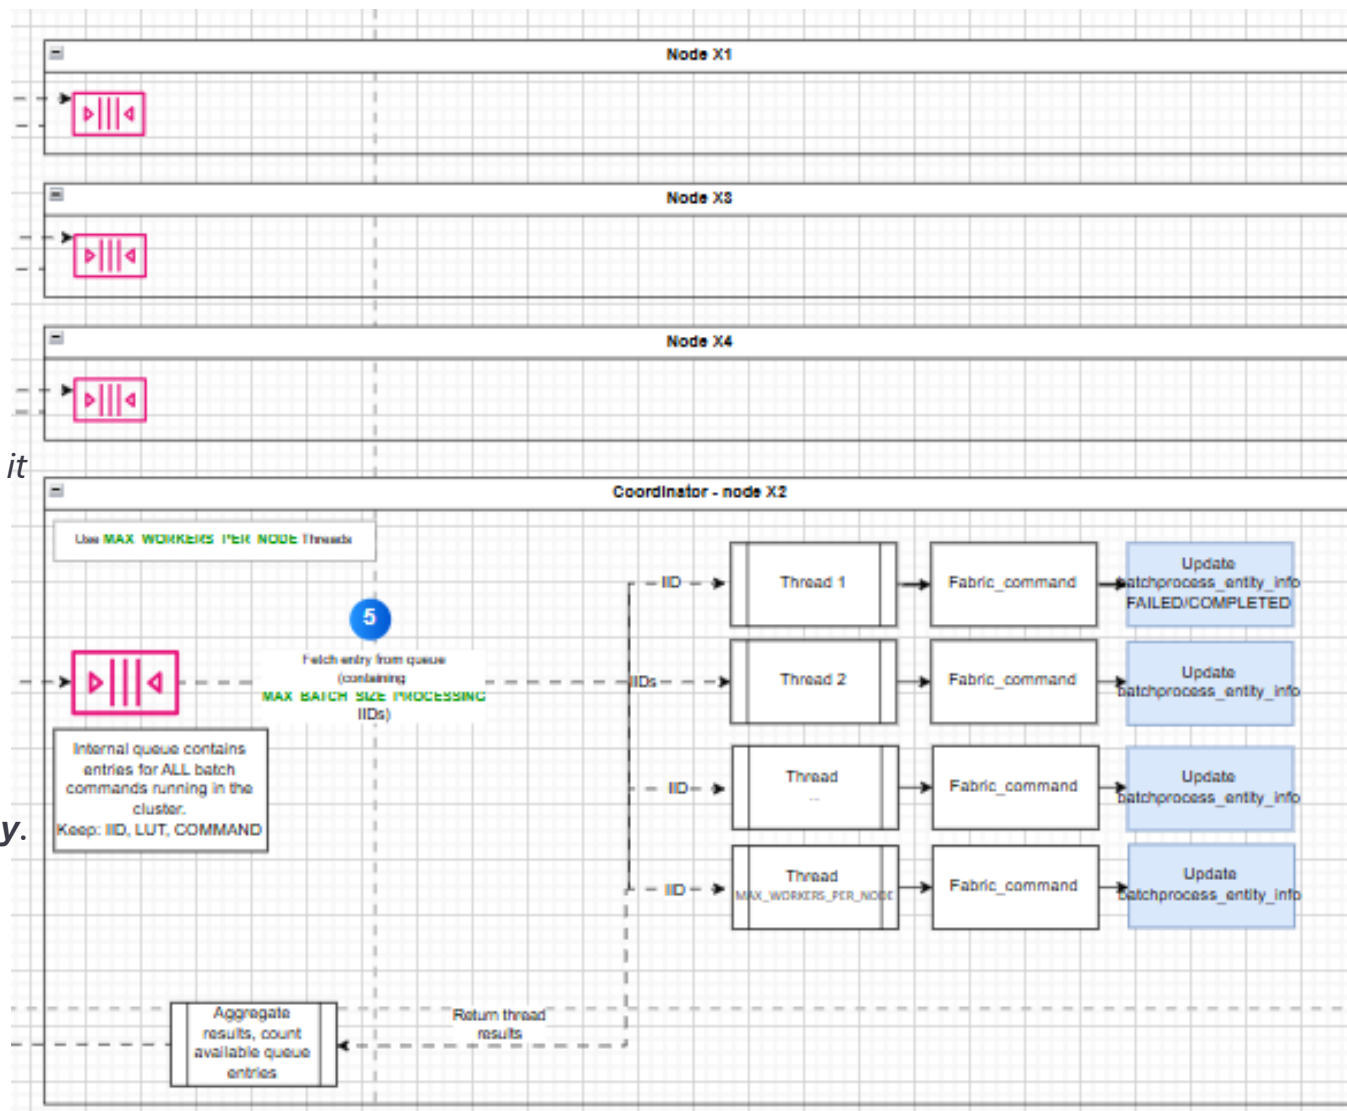 Node X1
Node X3
Node X4
it
Coordinator - node X2
Use MAX_WORKERS_PER_NODE Threads
5
Fetch entry from queue
(containing
MAX_BATCH_SIZE_PROCESSING
IIDs)
Internal queue contains
entries for ALL batch
commands running in the
cluster.
Keep: IID, LUT, COMMAND
y.
IID
Thread 1
Fabric_command
Update
batchprocess_entity_info
FAILED/COMPLETED
IIDs
Thread 2
Fabric_command
Update
batchprocess_entity_info
IID
Thread
...
Fabric_command
Update
batchprocess_entity_info
IID
Thread
MAX_WORKERS_PER_NODE
Fabric_command
Update
batchprocess_entity_info
Return thread
results
Aggregate
results, count
available queue
entries